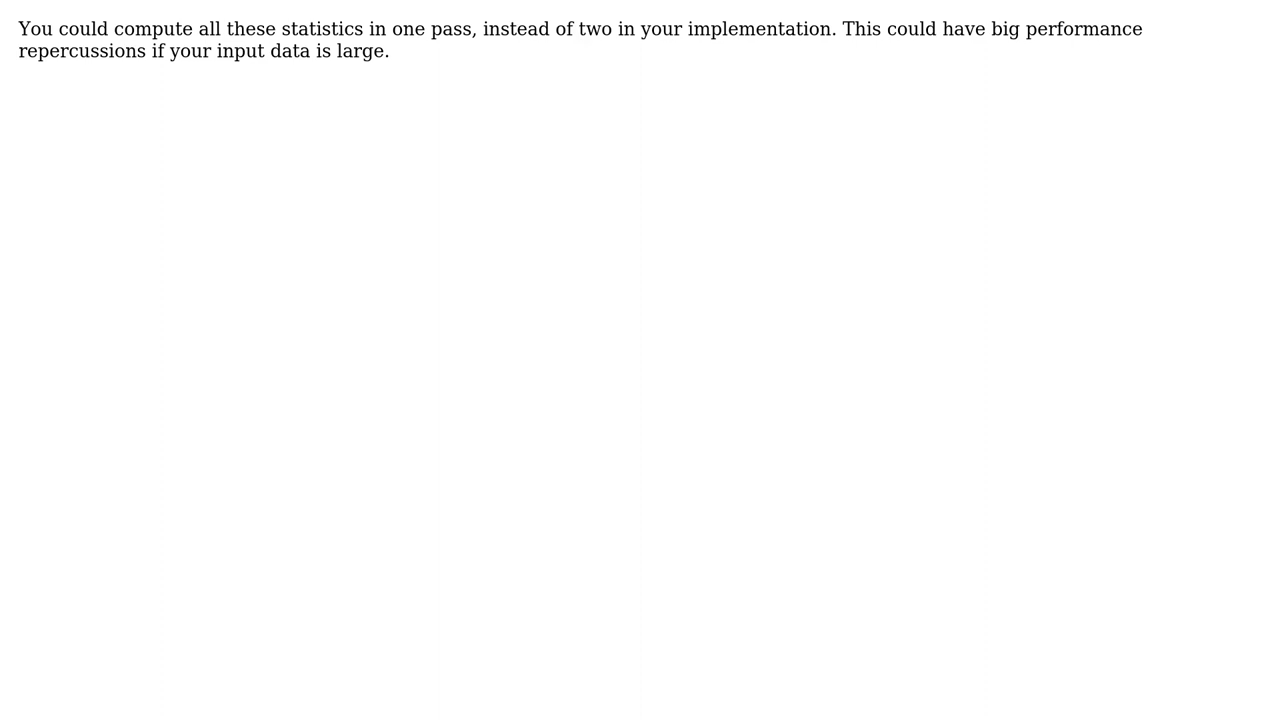 You could compute all these statistics in one pass, instead of two in your implementation. This could have big performance
repercussions if your input data is large.